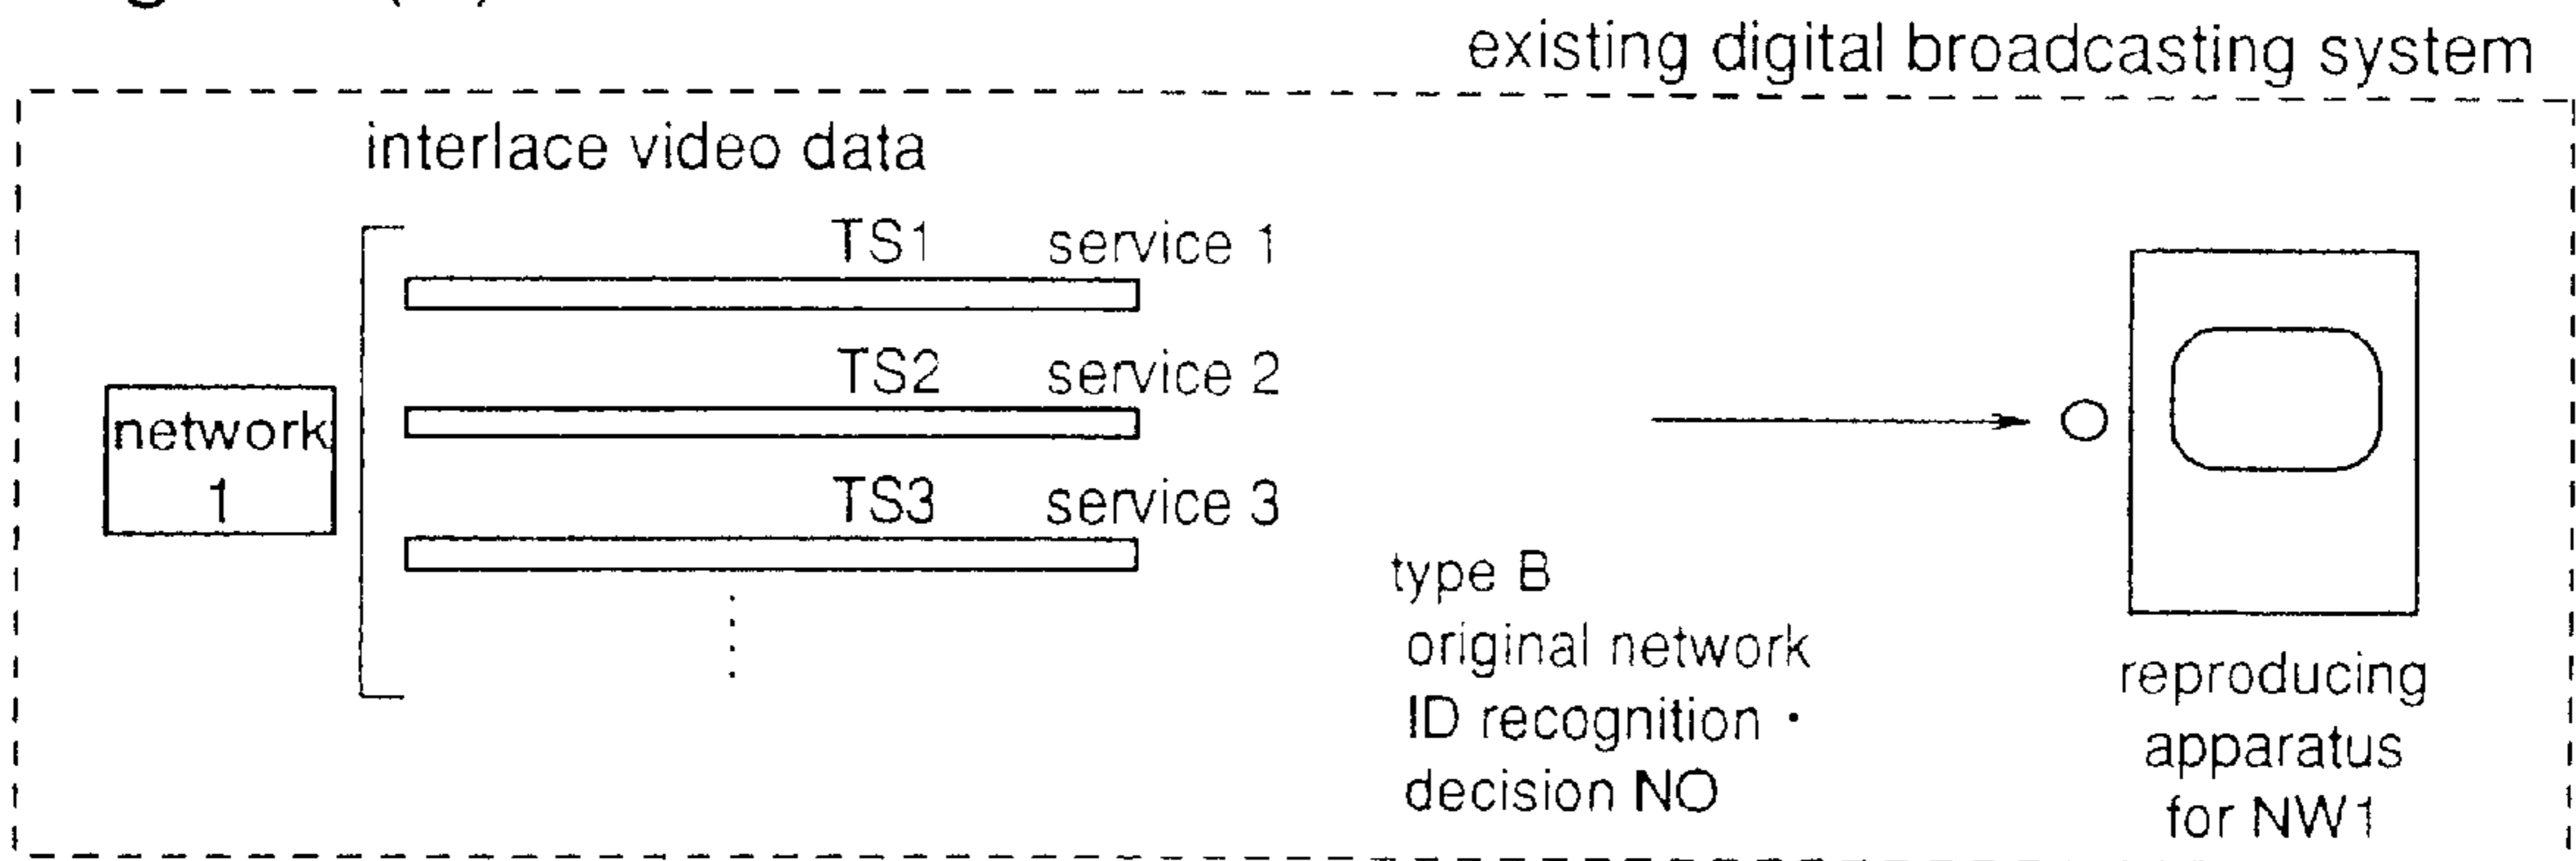 existing digital broadcasting system
interlace video data
TS1 service 1
TS2 service 2
TS3 service 3
network
1
type B
original network
ID recognition ・
decision NO
reproducing
apparatus
for NW1